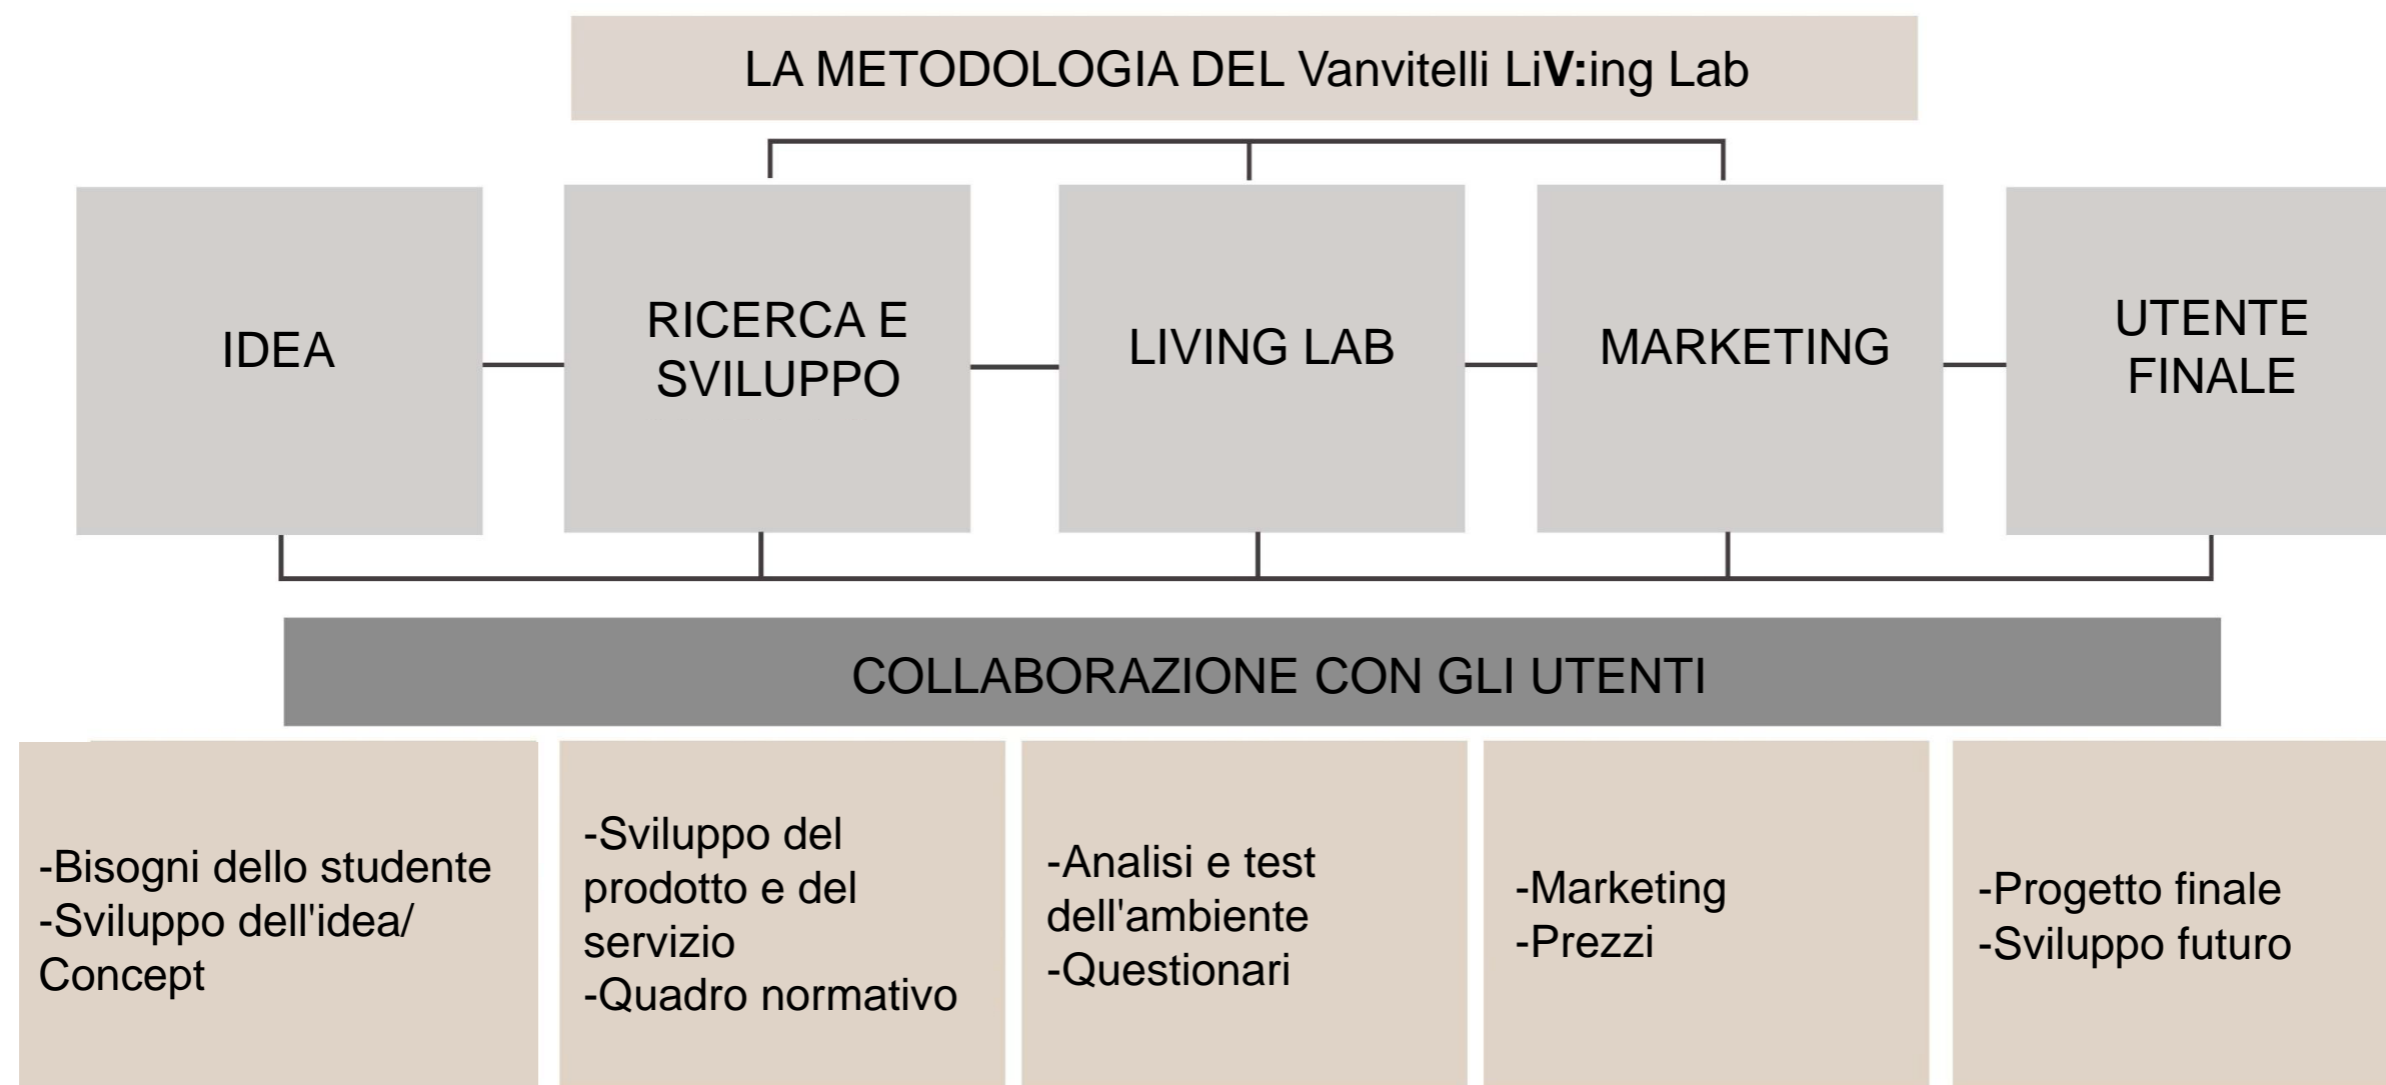 LA METODOLOGIA DEL Vanvitelli LiV:ing Lab
IDEA
RICERCA E
SVILUPPO
LIVING LAB
MARKETING
UTENTE
FINALE
COLLABORAZIONE CON GLI UTENTI
-Bisogni dello studente
-Sviluppo dell'idea/
Concept
-Sviluppo del
prodotto e del
servizio
-Quadro normativo
-Analisi e test
dell'ambiente
-Questionari
-Marketing
-Prezzi
-Progetto finale
-Sviluppo futuro